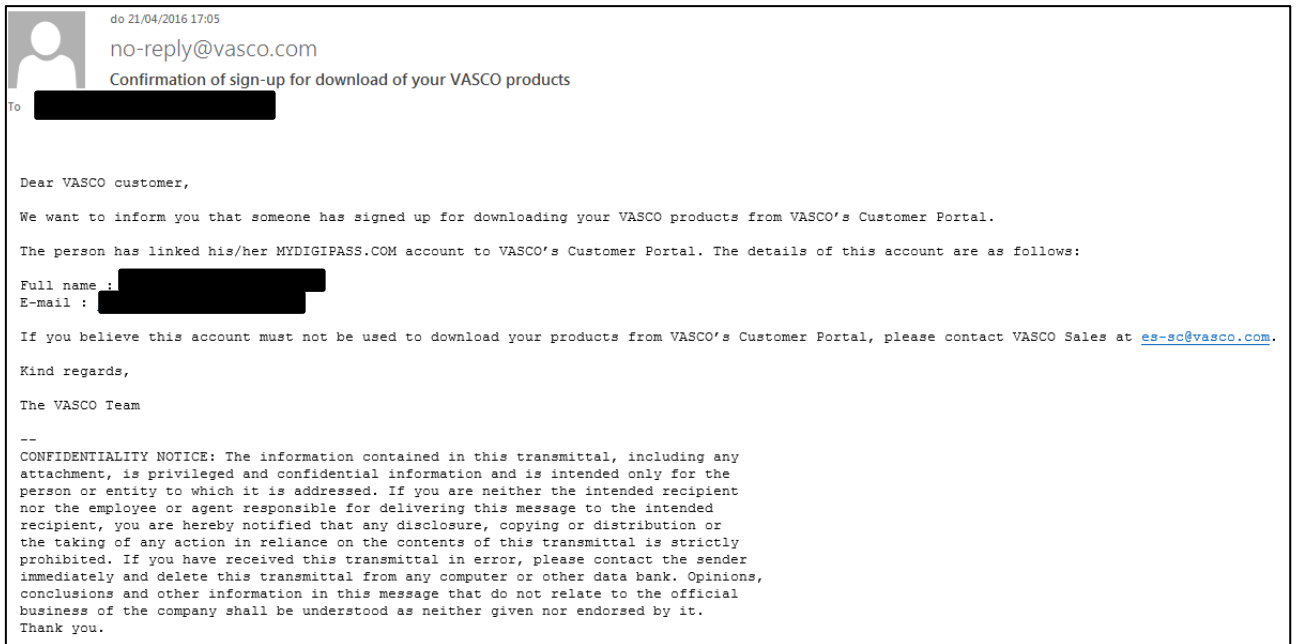 do 21/04/2016 17:05
no-reply@vasco.com
Confirmation of sign-up for download of your VASCO products
To
Dear VASCO customer,
We want to inform you that someone has signed up for downloading your VASCO products from VASCO's Customer Portal.
The person has linked his/her MYDIGIPASS.COM account to VASCO's Customer Portal. The details of this account are as follows:
Full name :
E-mail :
If you believe this account must not be used to download your products from VASCO's Customer Portal, please contact VASCO Sales at es-sc@vasco.com.
Kind regards,
The VASCO Team
--
CONFIDENTIALITY NOTICE: The information contained in this transmittal, including any
attachment, is privileged and confidential information and is intended only for the
person or entity to which it is addressed. If you are neither the intended recipient
nor the employee or agent responsible for delivering this message to the intended
recipient, you are hereby notified that any disclosure, copying or distribution or
the taking of any action in reliance on the contents of this transmittal is strictly
prohibited. If you have received this transmittal in error, please contact the sender
immediately and delete this transmittal from any computer or other data bank. Opinions,
conclusions and other information in this message that do not relate to the official
business of the company shall be understood as neither given nor endorsed by it.
Thank you.